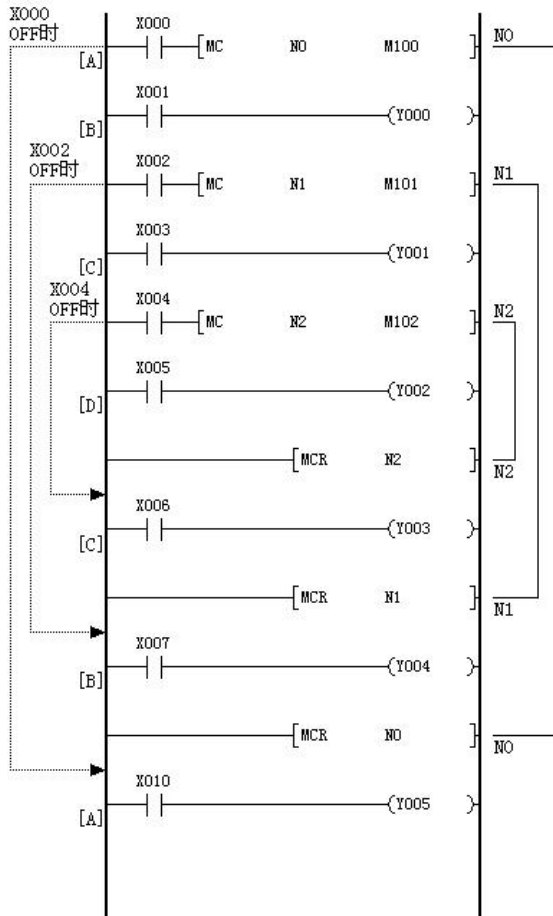 X000
OFF时
X000
[A]
MC N0 M100
N0
X001
[B]
Y000
X002
OFF时
X002
MC N1 M101
N1
X003
[C]
Y001
X004
OFF时
X004
MC N2 M102
N2
X005
[D]
Y002
MCR N2
N2
X006
[C]
Y003
MCR N1
N1
X007
[B]
Y004
MCR N0
N0
X010
[A]
Y005